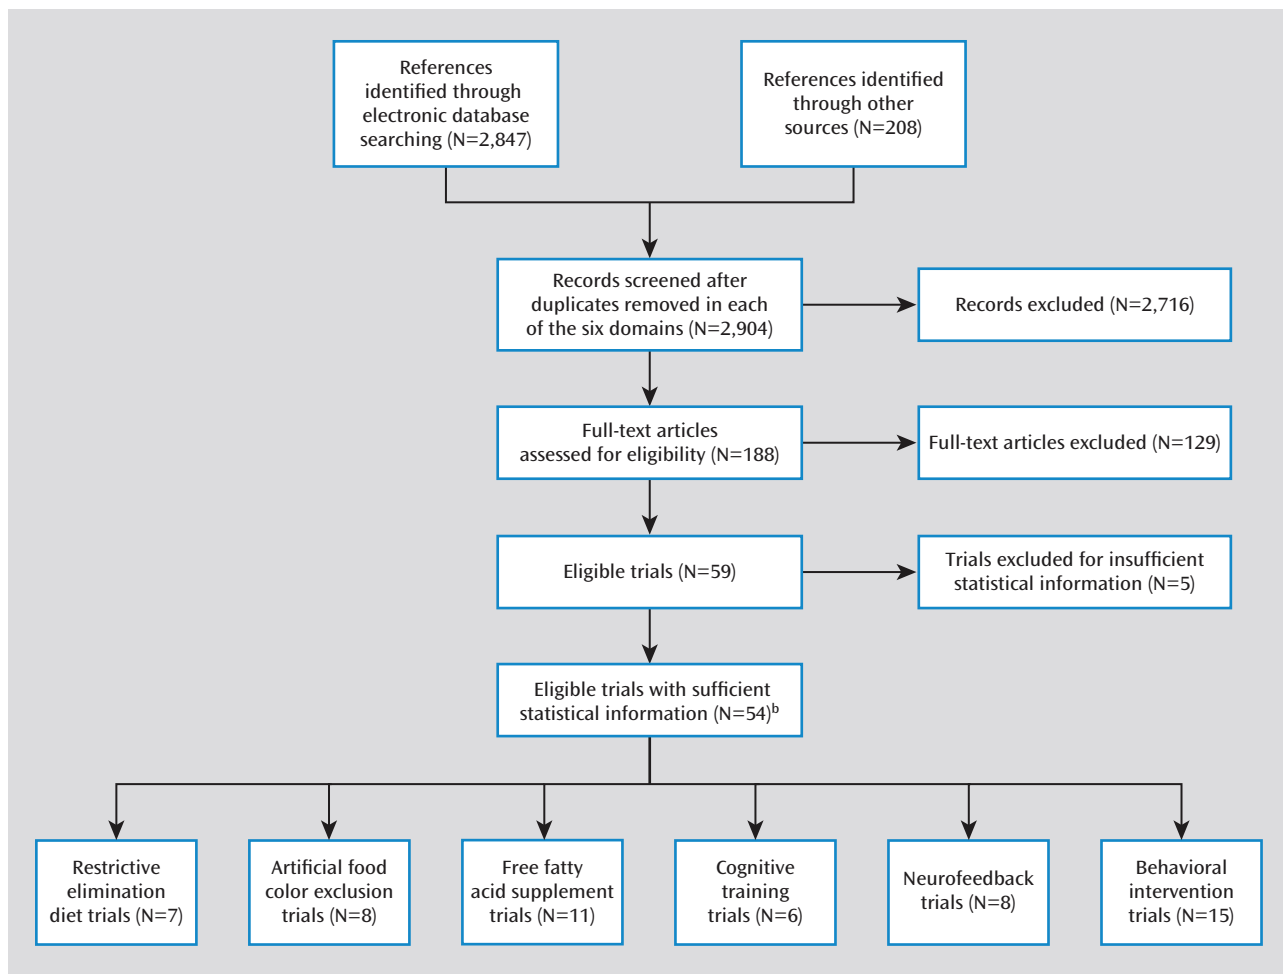 References
identified through
electronic database
searching (N=2,847)
References identified
through other
sources (N=208)
Records screened after
duplicates removed in each
of the six domains (N=2,904)
Records excluded (N=2,716)
Full-text articles
assessed for eligibility (N=188)
Full-text articles excluded (N=129)
Eligible trials (N=59)
Trials excluded for insufficient
statistical information (N=5)
Eligible trials with sufficient
statistical information (N=54)ᵇ
Restrictive
elimination
diet trials (N=7)
Artificial food
color exclusion
trials (N=8)
Free fatty
acid supplement
trials (N=11)
Cognitive
training
trials (N=6)
Neurofeedback
trials (N=8)
Behavioral
intervention
trials (N=15)